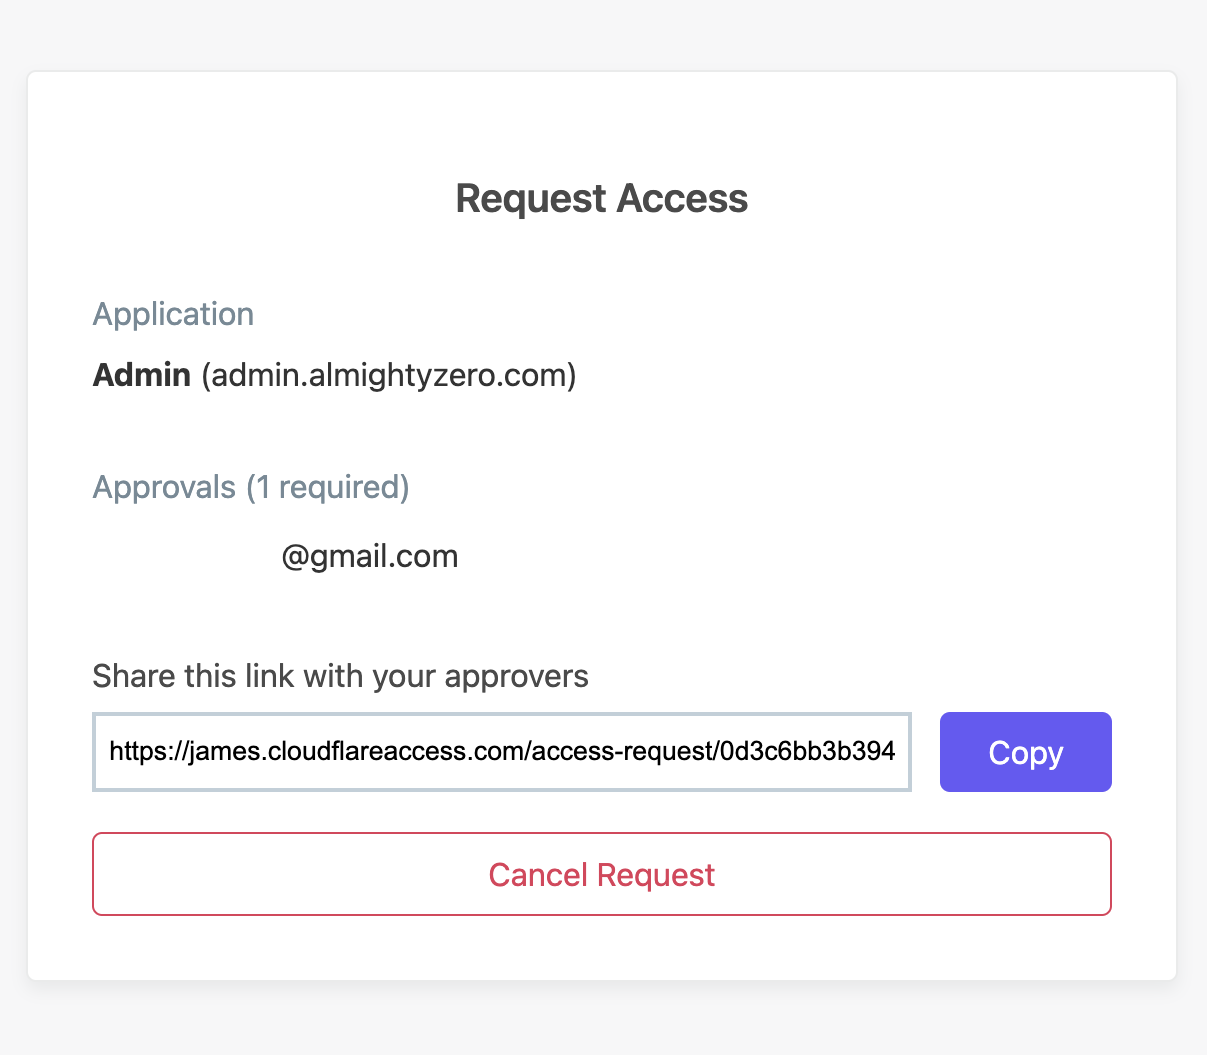 Request Access
Application
Admin (admin.almightyzero.com)
Approvals (1 required)
@gmail.com
Share this link with your approvers
https://james.cloudflareaccess.com/access-request/0d3c6bb3b394
Copy
Cancel Request